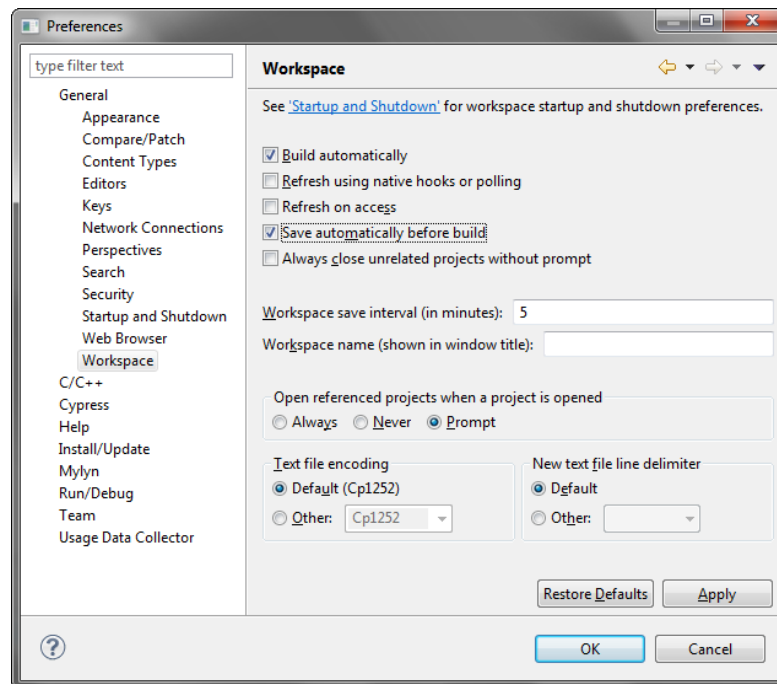 Preferences
type filter text
General
Appearance
Compare/Patch
Content Types
Editors
Keys
Network Connections
Perspectives
Search
Security
Startup and Shutdown
Web Browser
Workspace
C/C++
Cypress
Help
Install/Update
Mylyn
Run/Debug
Team
Usage Data Collector
Workspace
See 'Startup and Shutdown' for workspace startup and shutdown preferences.
Build automatically
Refresh using native hooks or polling
Refresh on access
Save automatically before build
Always close unrelated projects without prompt
Workspace save interval (in minutes): 5
Workspace name (shown in window title):
Open referenced projects when a project is opened
Always Never Prompt
Text file encoding
Default (Cp1252)
Other: Cp1252
New text file line delimiter
Default
Other:
Restore Defaults Apply
OK Cancel